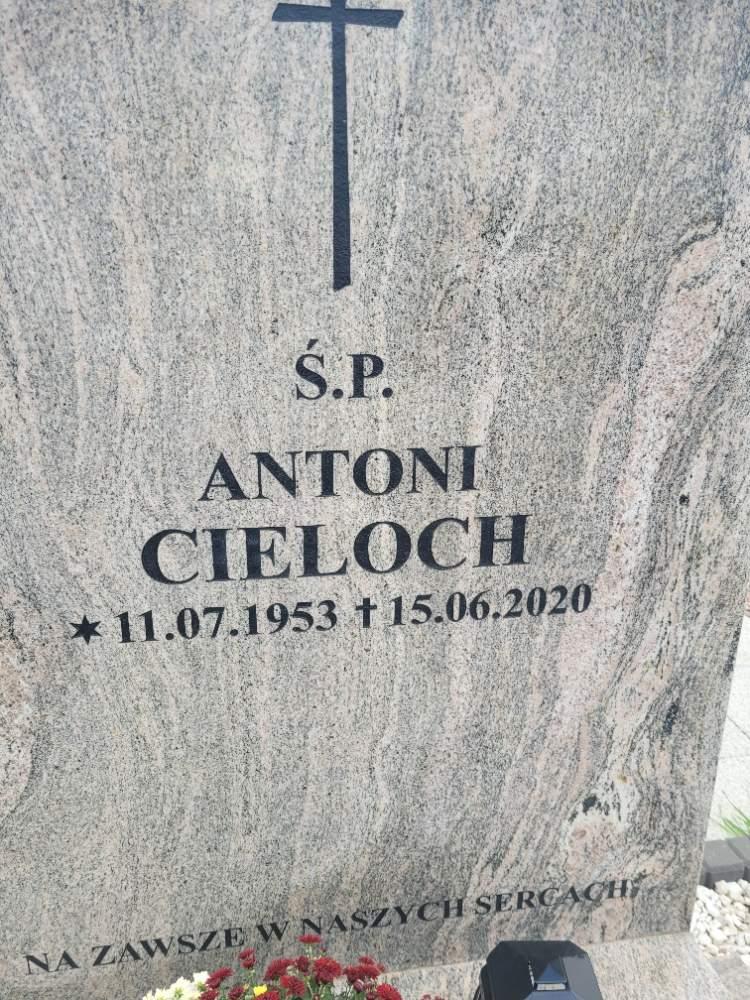 Ś.P.
ANTONI
CIELOCH
✶ 11.07.1953 ✝ 15.06.2020
NA ZAWSZE W NASZYCH SERCACH